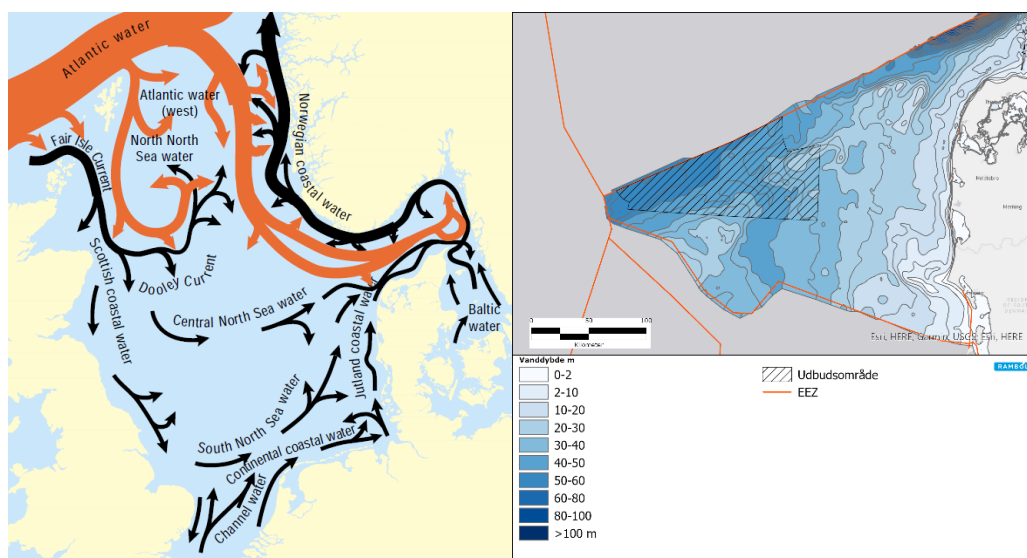 Atlantic water
Atlantic water
(west)
North North
Sea water
Fair Isle Current
Norwegian coastal water
Scottish coastal water
Dooley Current
Central North Sea water
Jutland coastal water
Baltic
water
South North Sea water
Continental coastal water
Channel water
Holstebro
Herning
0 50 100
Kilometer
Esri, HERE, Garmin, USGS, Esri, HERE
Vanddybde m
0-2
2-10
10-20
20-30
30-40
40-50
50-60
60-80
80-100
>100 m
Udbudsområde
EEZ